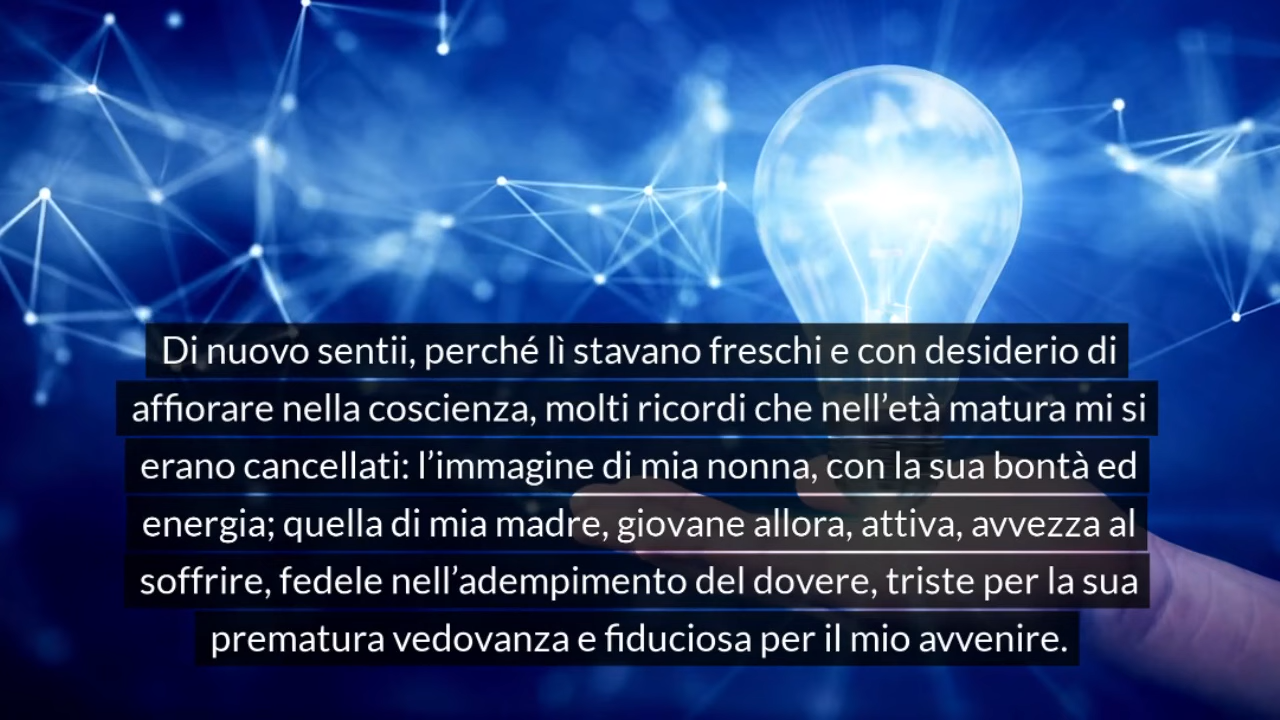 Di nuovo sentii, perché lì stavano freschi e con desiderio di
affiorare nella coscienza, molti ricordi che nell’età matura mi si
erano cancellati: l’immagine di mia nonna, con la sua bontà ed
energia; quella di mia madre, giovane allora, attiva, avvezza al
soffrire, fedele nell’adempimento del dovere, triste per la sua
prematura vedovanza e fiduciosa per il mio avvenire.